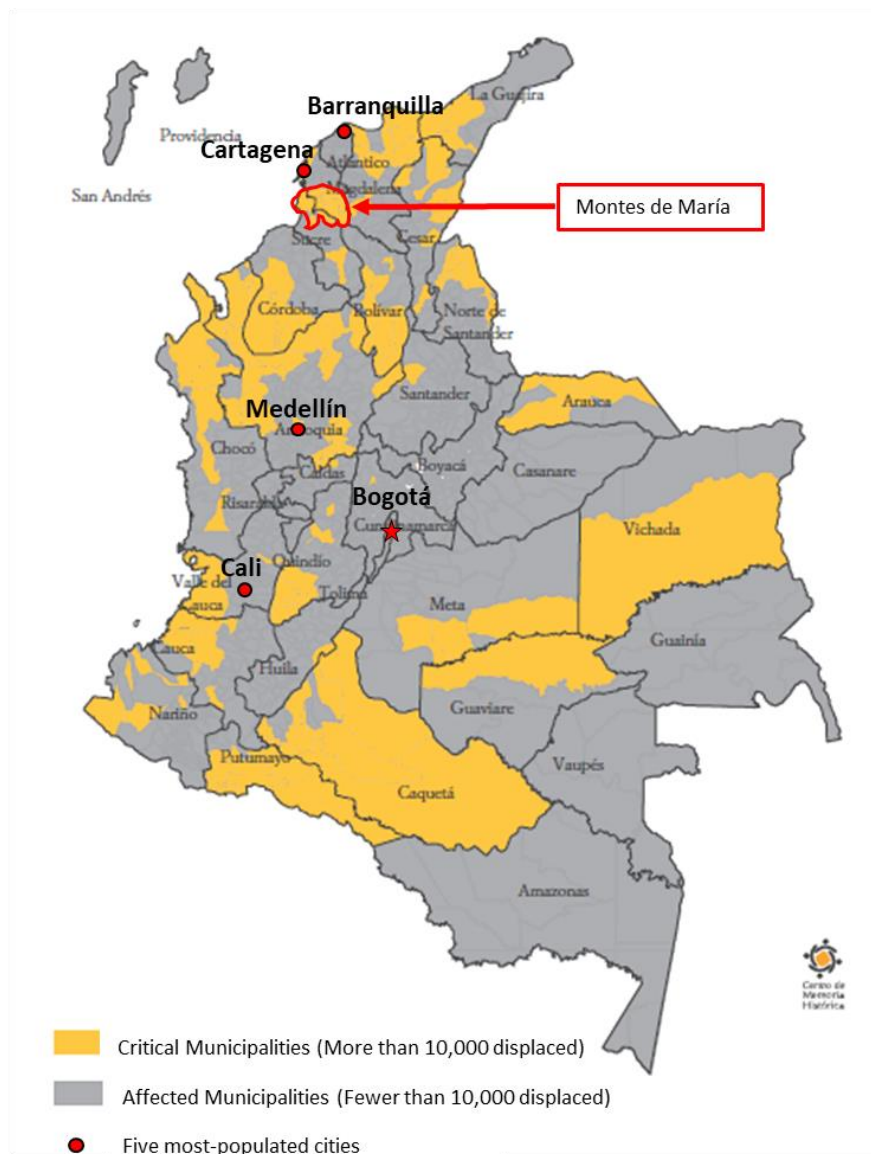 Barranquilla
La Guajira
Providencia
Cartagena
Atlántico
San Andrés
Magdalena
Montes de María
Sucre
Cesar
Córdoba
Bolívar
Norte de
Santander
Santander
Arauca
Medellín
Antioquia
Chocó
Boyacá
Casanare
Caldas
Bogotá
Risaralda
Cundinamarca
Vichada
Cali
Quindío
Valle del
Cauca
Tolima
Meta
Guainía
Cauca
Huila
Nariño
Guaviare
Putumayo
Vaupés
Caquetá
Amazonas
Centro de
Memoria
Histórica
Critical Municipalities (More than 10,000 displaced)
Affected Municipalities (Fewer than 10,000 displaced)
Five most-populated cities